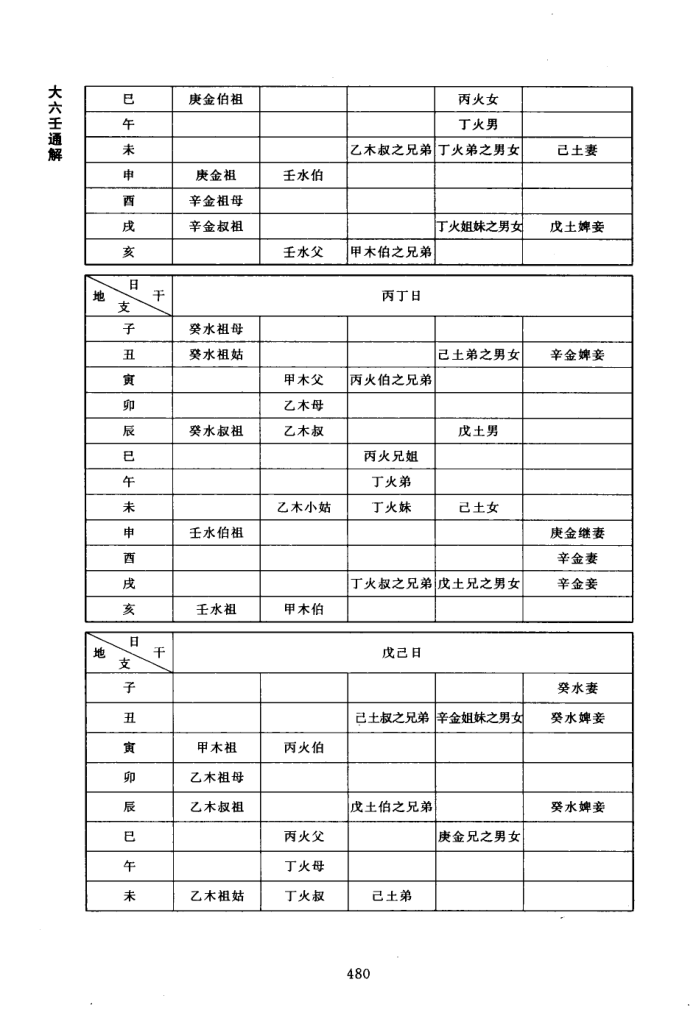 大六壬通解
巳 庚金伯祖 丙火女
午 丁火男
未 乙木叔之兄弟 丁火弟之男女 己土妻
申 庚金祖 壬水伯
酉 辛金祖母
戌 辛金叔祖 丁火姐妹之男女 戊土婢妾
亥 壬水父 甲木伯之兄弟
日干 地支 丙丁日
子 癸水祖母
丑 癸水祖姑 己土弟之男女 辛金婢妾
寅 甲木父 丙火伯之兄弟
卯 乙木母
辰 癸水叔祖 乙木叔 戊土男
巳 丙火兄姐
午 丁火弟
未 乙木小姑 丁火妹 己土女
申 壬水伯祖 庚金继妻
酉 辛金妻
戌 丁火叔之兄弟 戊土兄之男女 辛金妾
亥 壬水祖 甲木伯
日干 地支 戊己日
子 癸水妻
丑 己土叔之兄弟 辛金姐妹之男女 癸水婢妾
寅 甲木祖 丙火伯
卯 乙木祖母
辰 乙木叔祖 戊土伯之兄弟 癸水婢妾
巳 丙火父 庚金兄之男女
午 丁火母
未 乙木祖姑 丁火叔 己土弟
480